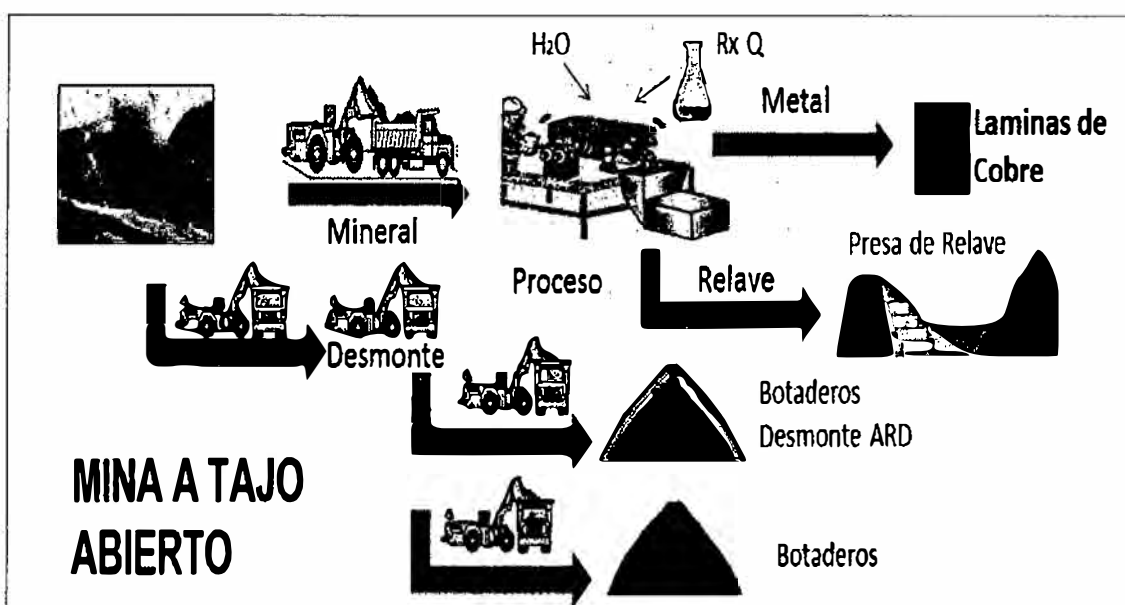 H2O
Rx Q
Metal
Laminas de
Cobre
Mineral
Proceso
Relave
Presa de Relave
Desmonte
Botaderos
Desmonte ARD
MINA A TAJO
ABIERTO
Botaderos